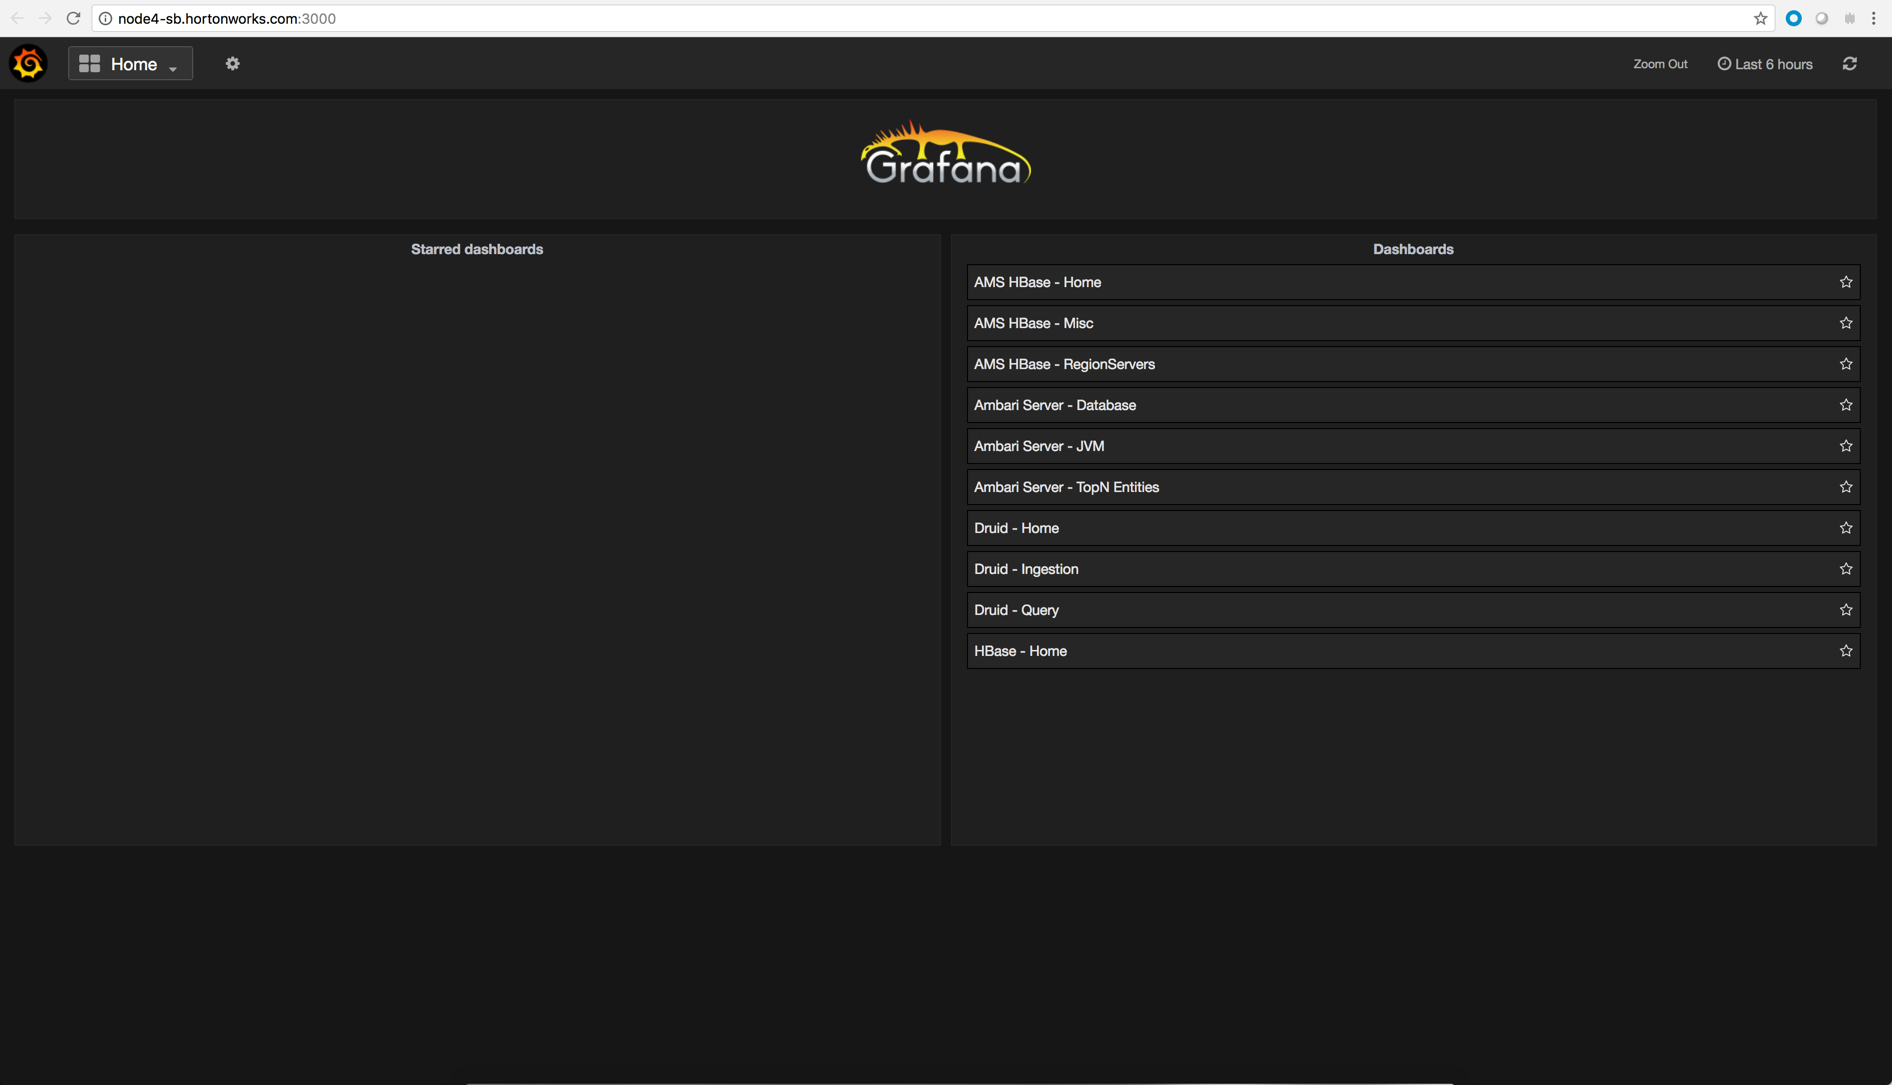 node4-sb.hortonworks.com:3000
Home
Zoom Out
Last 6 hours
Grafana
Starred dashboards
Dashboards
AMS HBase - Home
AMS HBase - Misc
AMS HBase - RegionServers
Ambari Server - Database
Ambari Server - JVM
Ambari Server - TopN Entities
Druid - Home
Druid - Ingestion
Druid - Query
HBase - Home